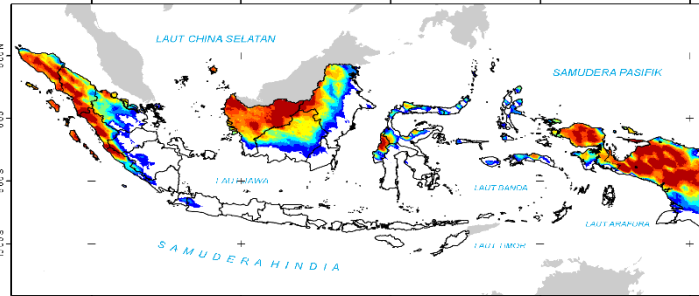 LAUT CHINA SELATAN
SAMUDERA PASIFIK
LAUT JAWA
LAUT BANDA
LAUT ARAFURA
LAUT TIMOR
SAMUDERA HINDIA